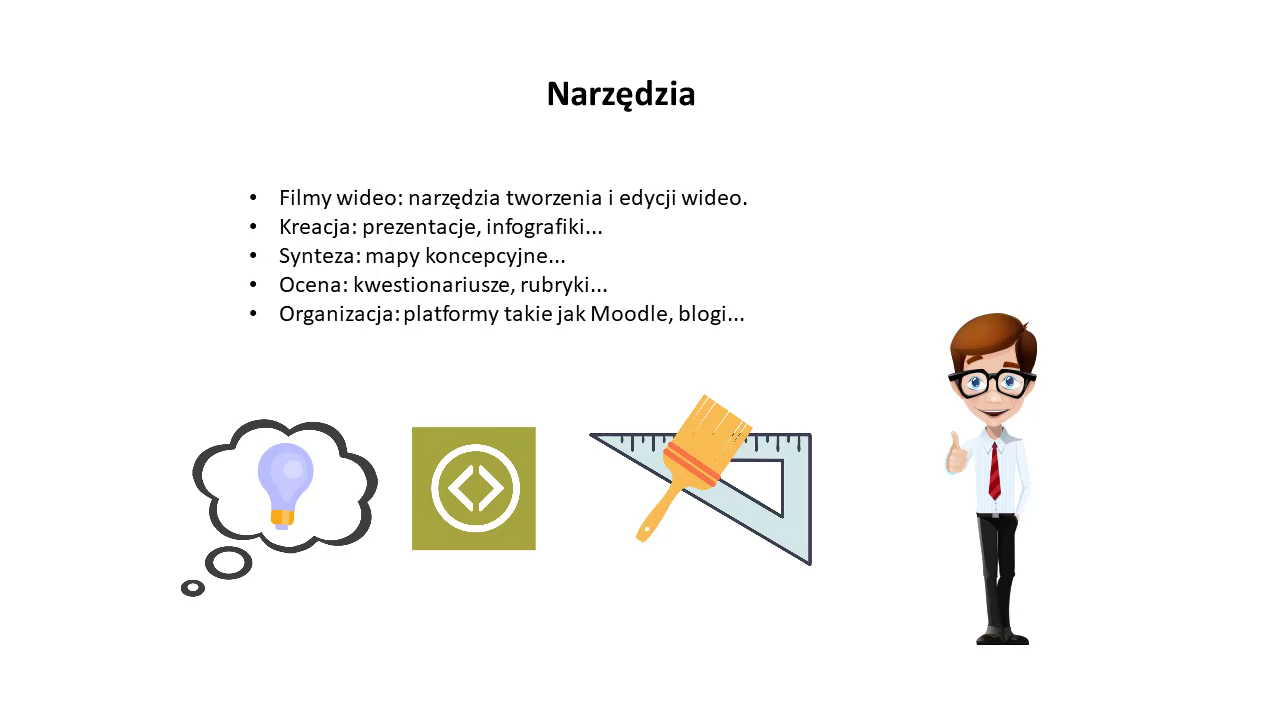 Narzędzia
• Filmy wideo: narzędzia tworzenia i edycji wideo.
• Kreacja: prezentacje, infografiki...
• Synteza: mapy koncepcyjne...
• Ocena: kwestionariusze, rubryki...
• Organizacja: platformy takie jak Moodle, blogi...